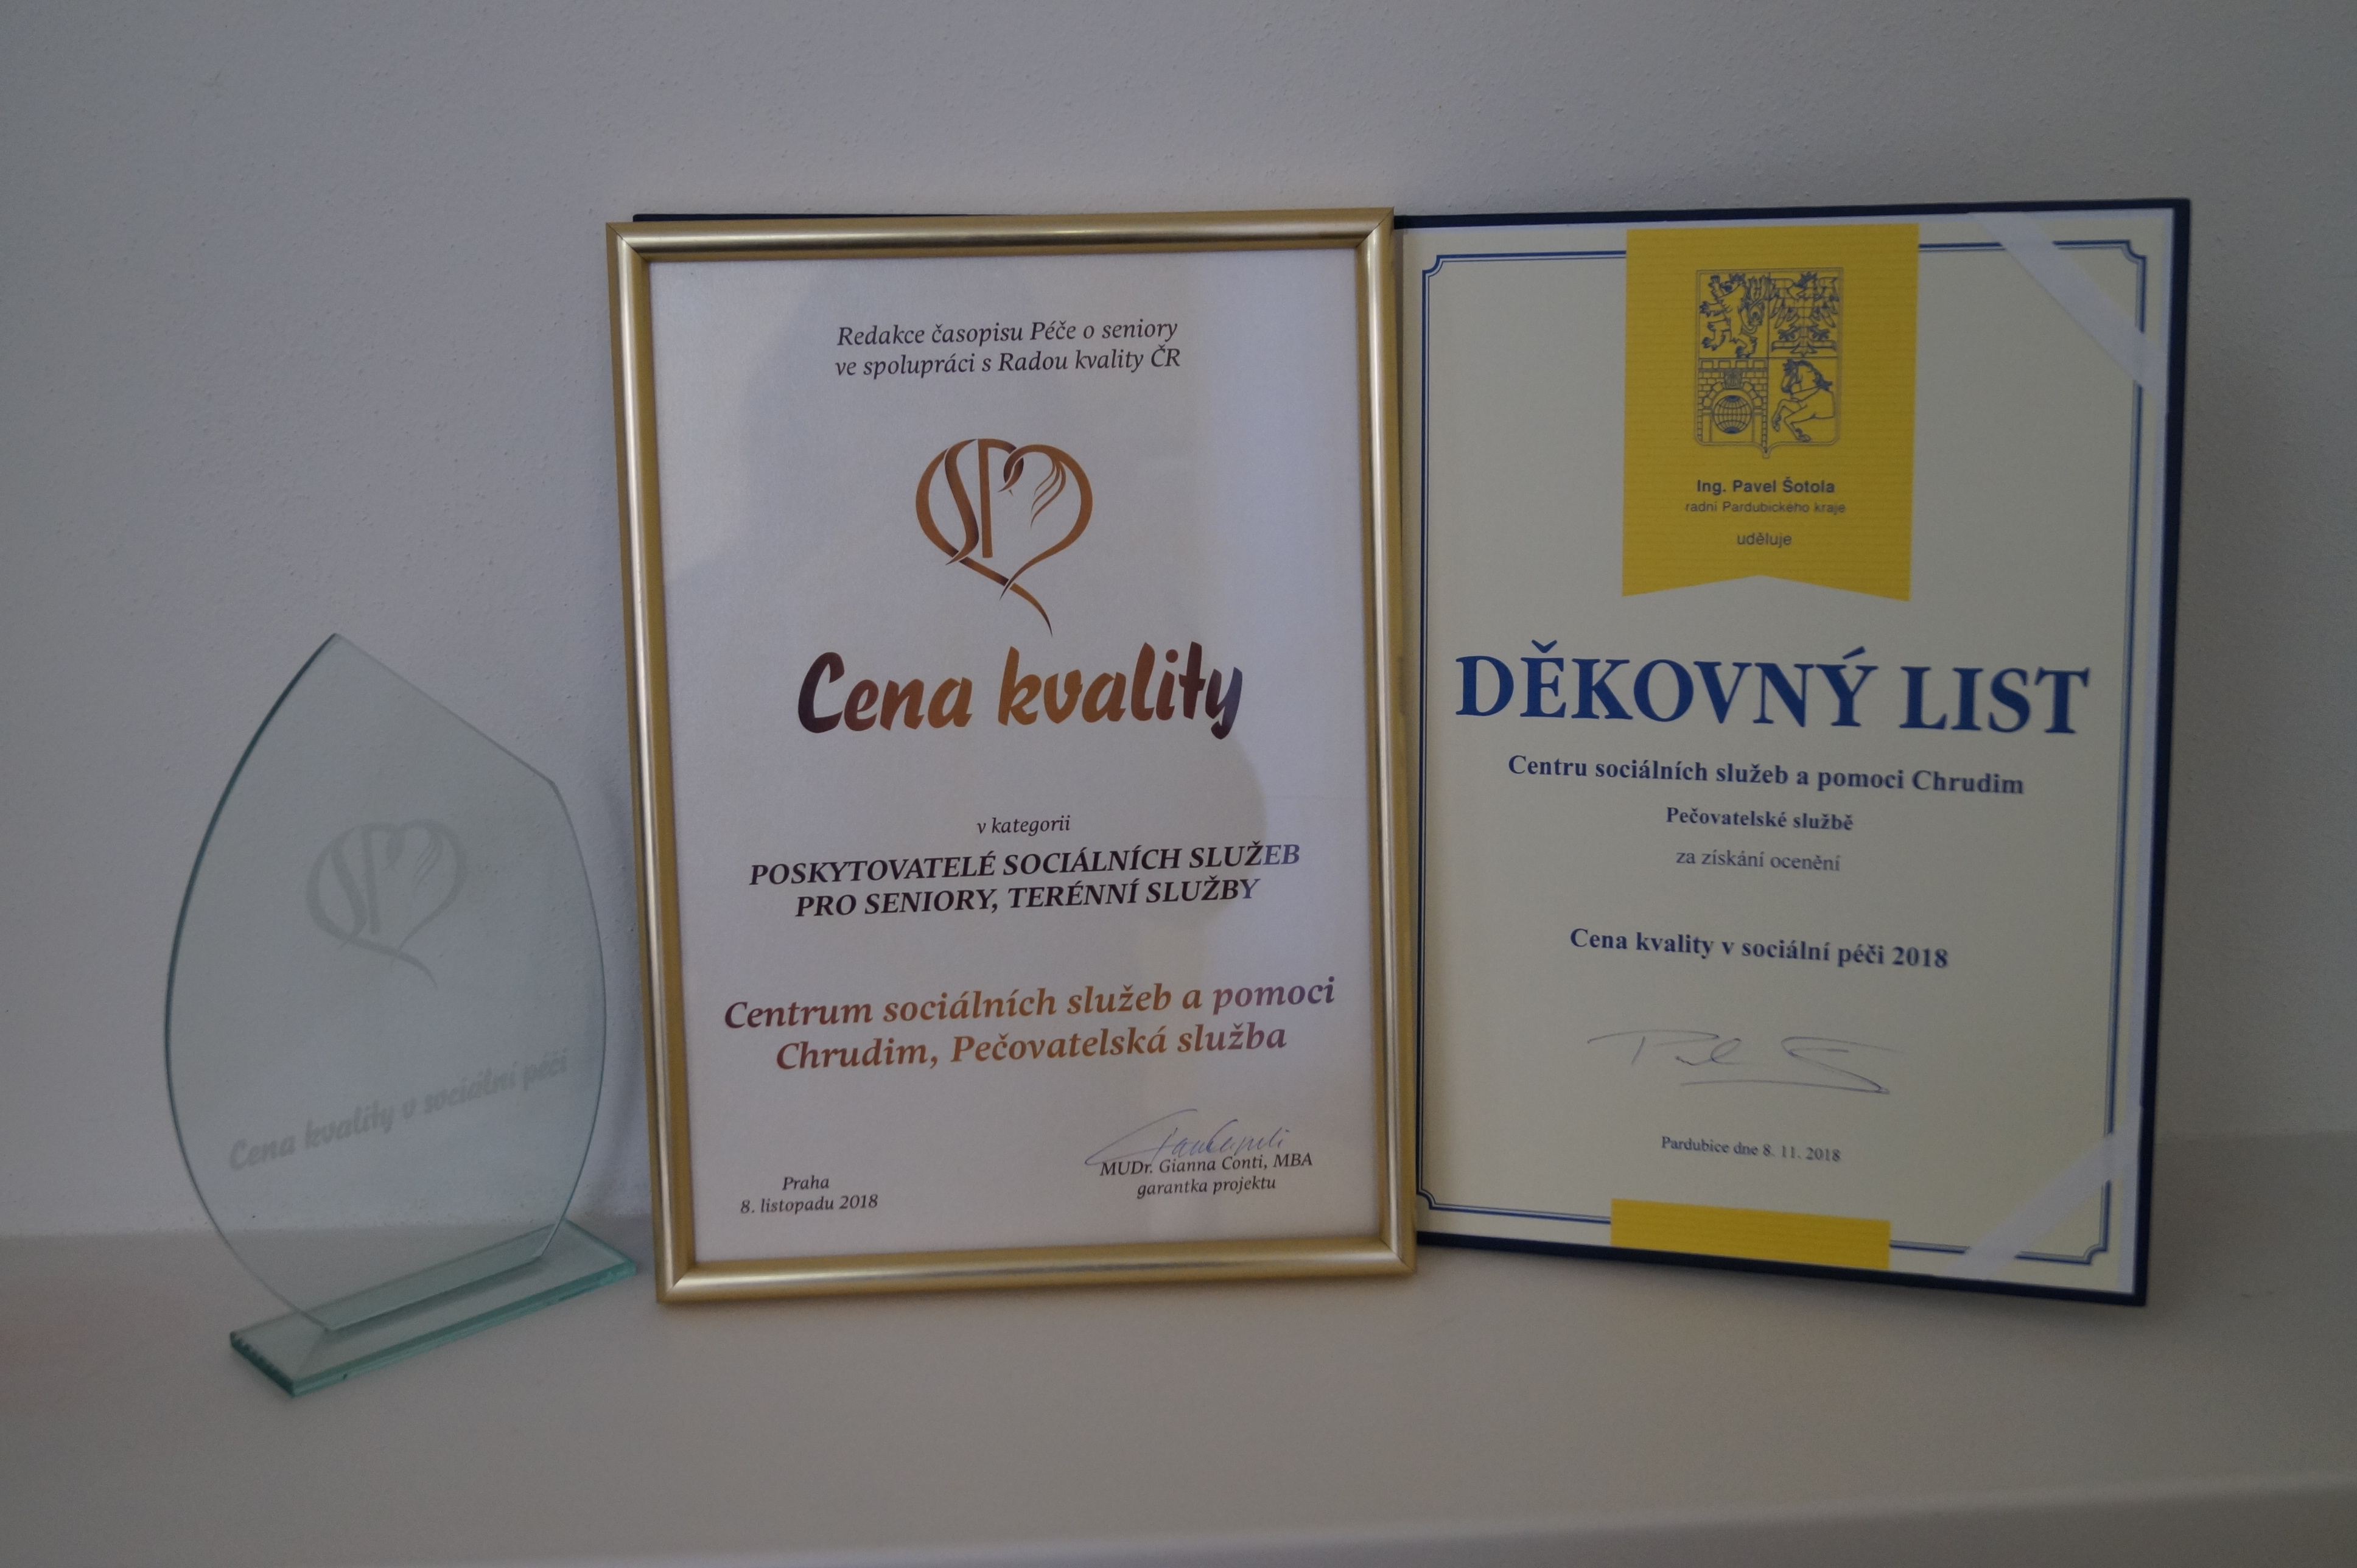 Cena kvality v sociální péči
Redakce časopisu Péče o seniory
ve spolupráci s Radou kvality ČR
Cena kvality
v kategorii
POSKYTOVATELÉ SOCIÁLNÍCH SLUŽEB
PRO SENIORY, TERÉNNÍ SLUŽBY
Centrum sociálních služeb a pomoci
Chrudim, Pečovatelská služba
MUDr. Gianna Conti, MBA
garantka projektu
Praha
8. listopadu 2018
Ing. Pavel Šotola
radní Pardubického kraje
uděluje
DĚKOVNÝ LIST
Centru sociálních služeb a pomoci Chrudim
Pečovatelské službě
za získání ocenění
Cena kvality v sociální péči 2018
Pardubice dne 8. 11. 2018